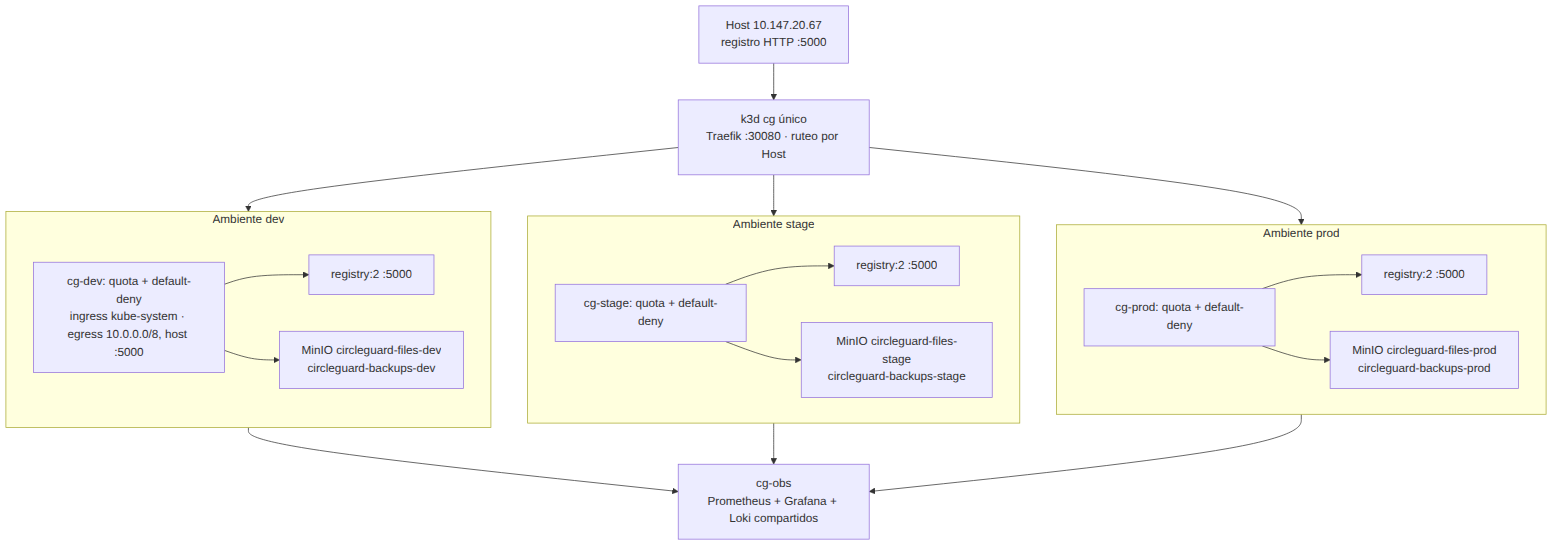 Host 10.147.20.67
registro HTTP :5000
k3d cg único
Traefik :30080 · ruteo por
Host
Ambiente dev
cg-dev: quota + default-
deny
ingress kube-system ·
egress 10.0.0.0/8, host
:5000
registry:2 :5000
MinIO circleguard-files-dev
circleguard-backups-dev
Ambiente stage
cg-stage: quota + default-
deny
registry:2 :5000
MinIO circleguard-files-
stage
circleguard-backups-stage
Ambiente prod
cg-prod: quota + default-
deny
registry:2 :5000
MinIO circleguard-files-prod
circleguard-backups-prod
cg-obs
Prometheus + Grafana +
Loki compartidos